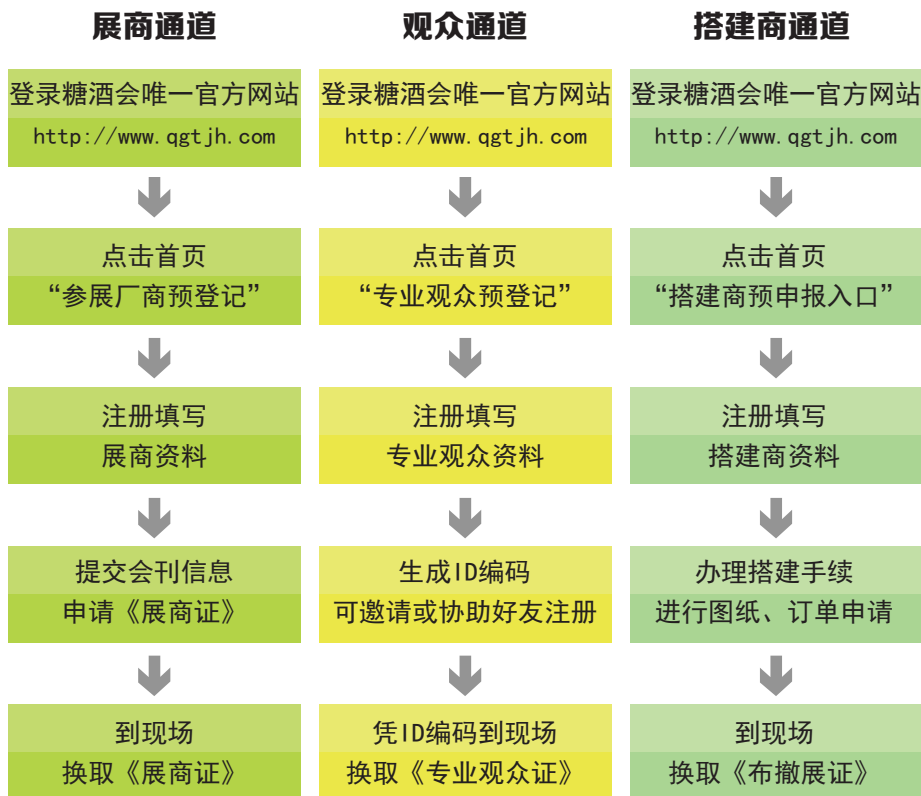 展商通道
登录糖酒会唯一官方网站
http://www.qgtjh.com
点击首页
“参展厂商预登记”
注册填写
展商资料
提交会刊信息
申请《展商证》
到现场
换取《展商证》
观众通道
登录糖酒会唯一官方网站
http://www.qgtjh.com
点击首页
“专业观众预登记”
注册填写
专业观众资料
生成ID编码
可邀请或协助好友注册
凭ID编码到现场
换取《专业观众证》
搭建商通道
登录糖酒会唯一官方网站
http://www.qgtjh.com
点击首页
“搭建商预申报入口”
注册填写
搭建商资料
办理搭建手续
进行图纸、订单申请
到现场
换取《布撤展证》